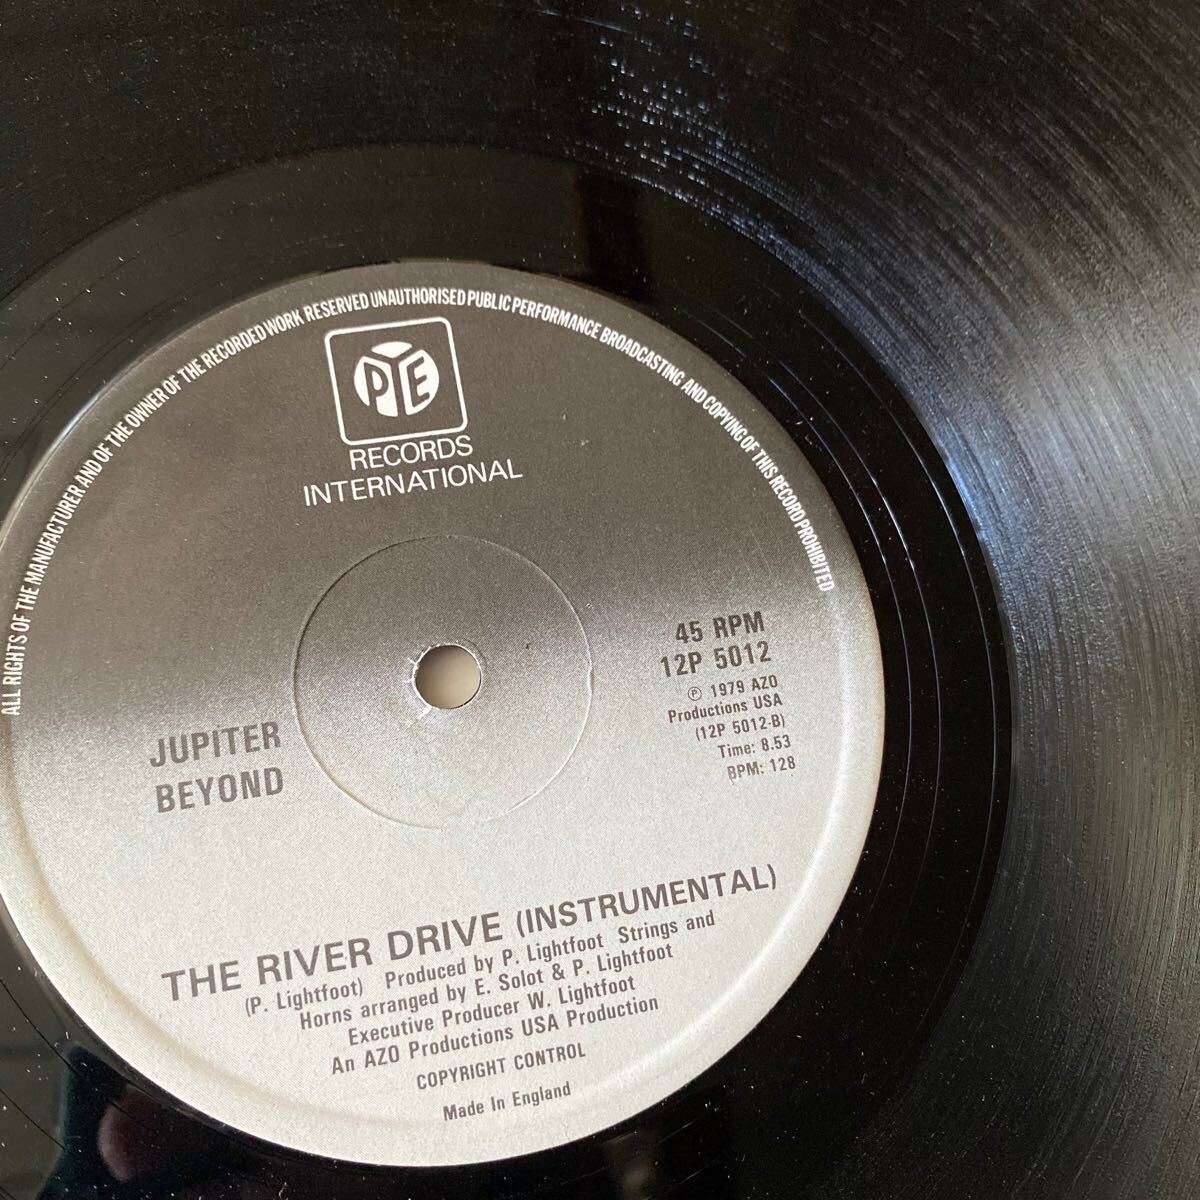 ALL RIGHTS OF THE MANUFACTURER AND OF THE OWNER OF THE RECORDED WORK RESERVED UNAUTHORISED PUBLIC PERFORMANCE BROADCASTING AND COPYING OF THIS RECORD PROHIBITED
PYE
RECORDS
INTERNATIONAL
45 RPM
12P 5012
℗ 1979 AZO
Productions USA
(12P 5012-B)
Time: 8.53
BPM: 128
JUPITER
BEYOND
THE RIVER DRIVE (INSTRUMENTAL)
(P. Lightfoot) Produced by P. Lightfoot Strings and
Horns arranged by E. Solot & P. Lightfoot
Executive Producer W. Lightfoot
An AZO Productions USA Production
COPYRIGHT CONTROL
Made In England